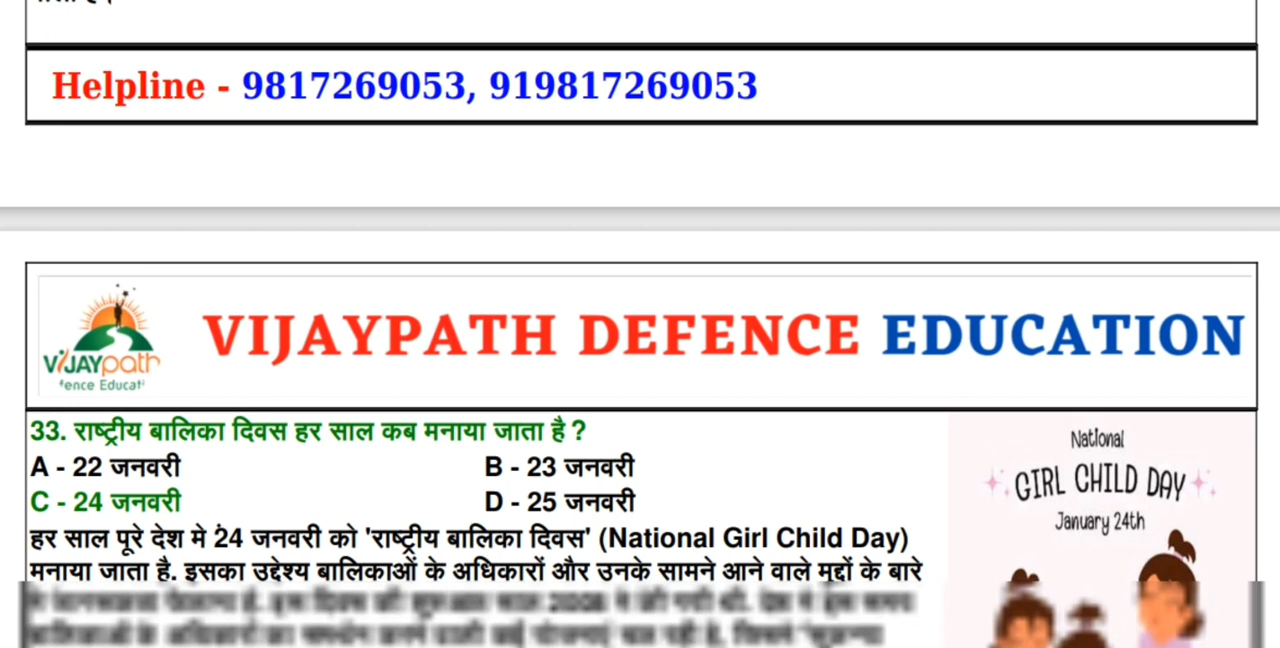 Helpline - 9817269053, 919817269053
VIJAYPATH DEFENCE EDUCATION
VIJAYpath
fence Educati
33. राष्ट्रीय बालिका दिवस हर साल कब मनाया जाता है ?
A - 22 जनवरी B - 23 जनवरी
C - 24 जनवरी D - 25 जनवरी
हर साल पूरे देश मे 24 जनवरी को 'राष्ट्रीय बालिका दिवस' (National Girl Child Day)
मनाया जाता है. इसका उद्देश्य बालिकाओं के अधिकारों और उनके सामने आने वाले मुद्दों के बारे
National
GIRL CHILD DAY
January 24th